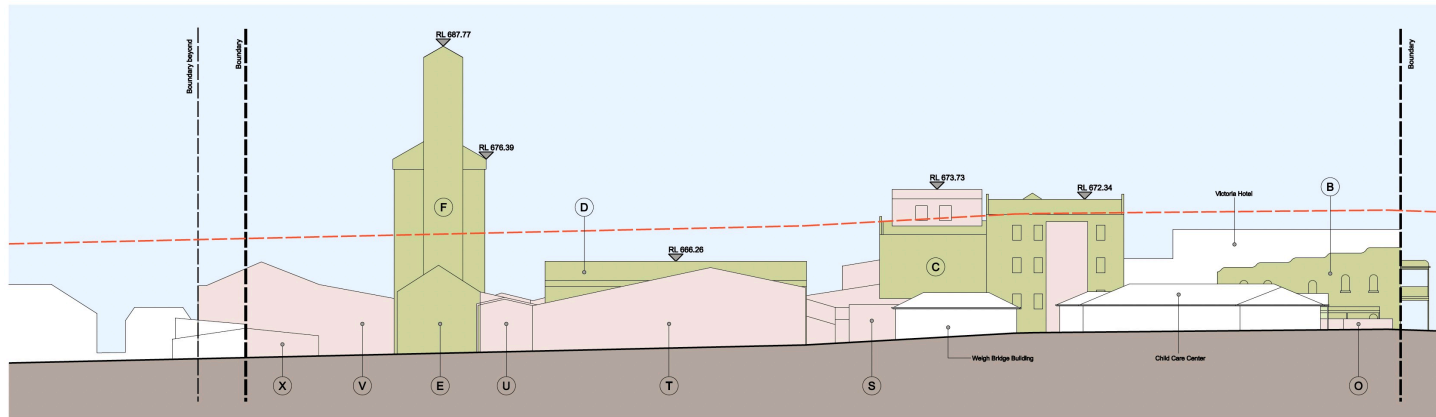 RL 687.77
Boundary beyond
Boundary
Boundary
RL 676.39
RL 673.73
RL 672.34
Victoria Hotel
B
F
D
RL 666.26
C
Weigh Bridge Building
Child Care Center
X
V
E
U
T
S
O